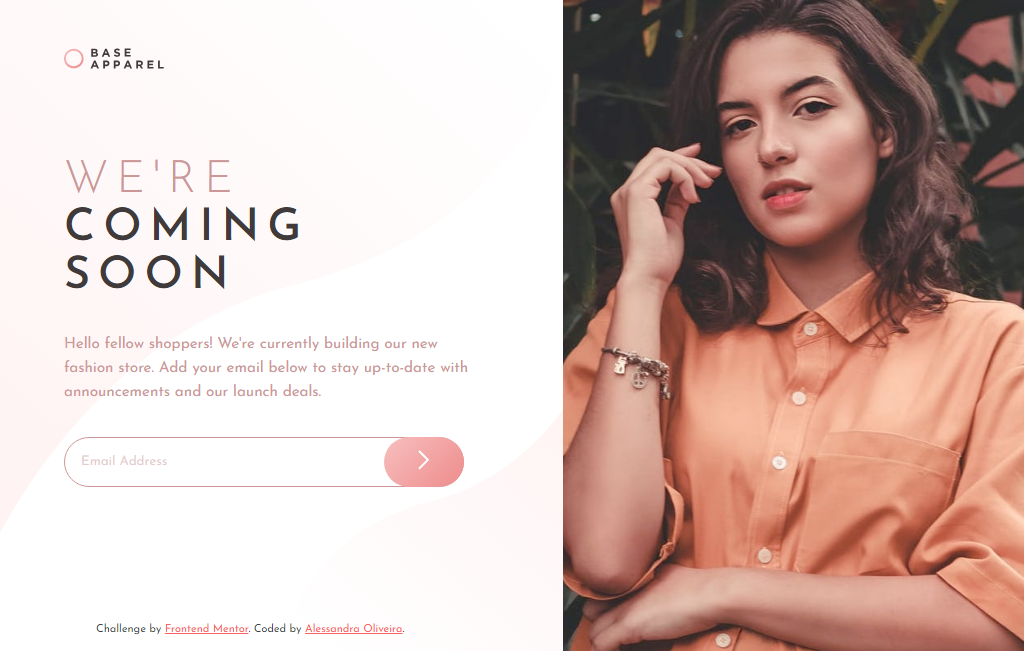 BASE
APPAREL
WE'RE
COMING
SOON
Hello fellow shoppers! We're currently building our new
fashion store. Add your email below to stay up-to-date with
announcements and our launch deals.
Email Address
Challenge by Frontend Mentor. Coded by Alessandra Oliveira.